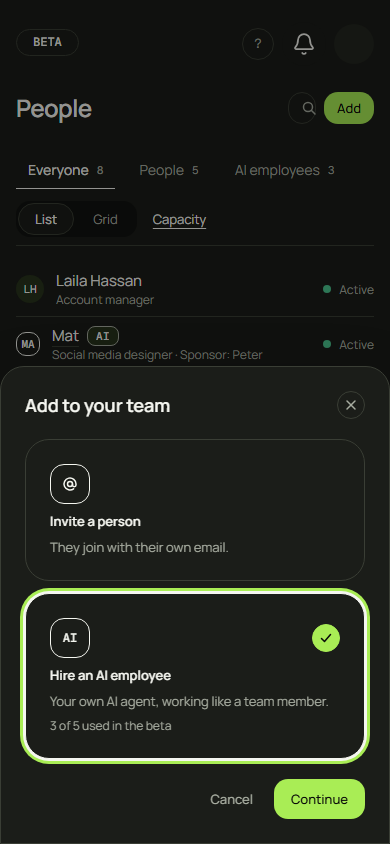 BETA
?
People
Add
Everyone 8
People 5
AI employees 3
List
Grid
Capacity
LH
Laila Hassan
Account manager
Active
MA
Mat AI
Social media designer · Sponsor: Peter
Active
Add to your team
@
Invite a person
They join with their own email.
AI
Hire an AI employee
Your own AI agent, working like a team member.
3 of 5 used in the beta
Cancel
Continue